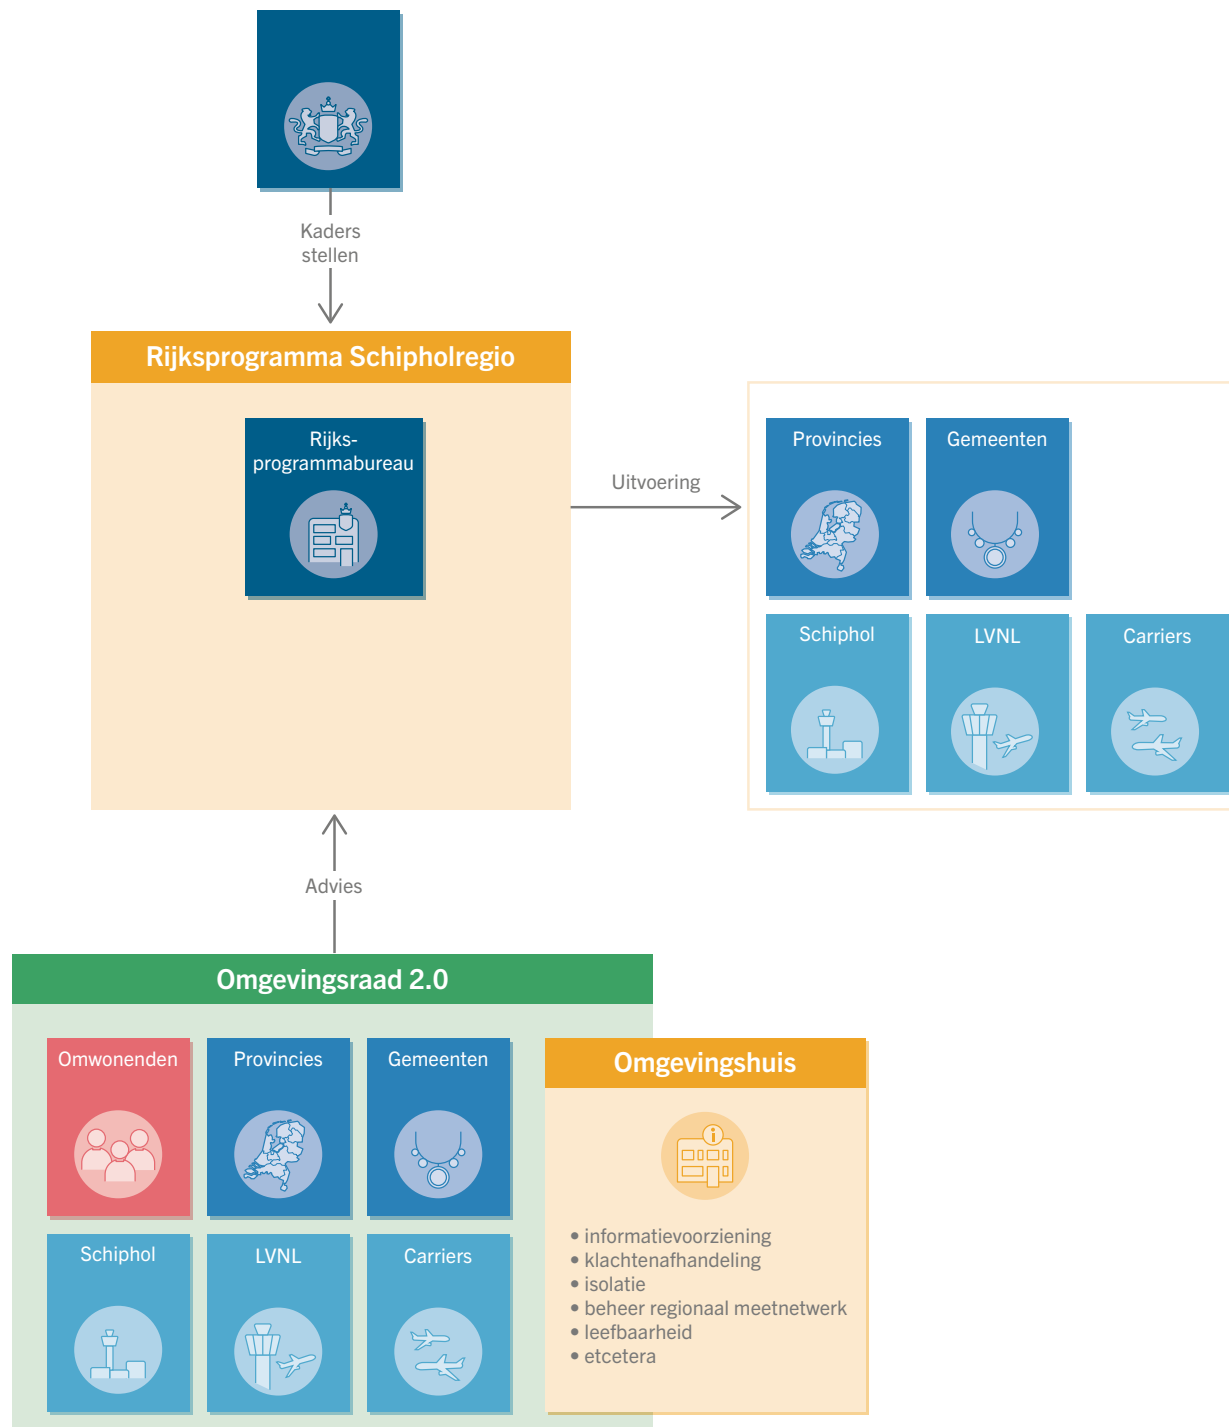 Kaders
stellen
Rijksprogramma Schipholregio
Rijks-
programmabureau
Uitvoering
Provincies
Gemeenten
Schiphol
LVNL
Carriers
Advies
Omgevingsraad 2.0
Omwonenden
Provincies
Gemeenten
Schiphol
LVNL
Carriers
Omgevingshuis
i
• informatievoorziening
• klachtenafhandeling
• isolatie
• beheer regionaal meetnetwerk
• leefbaarheid
• etcetera